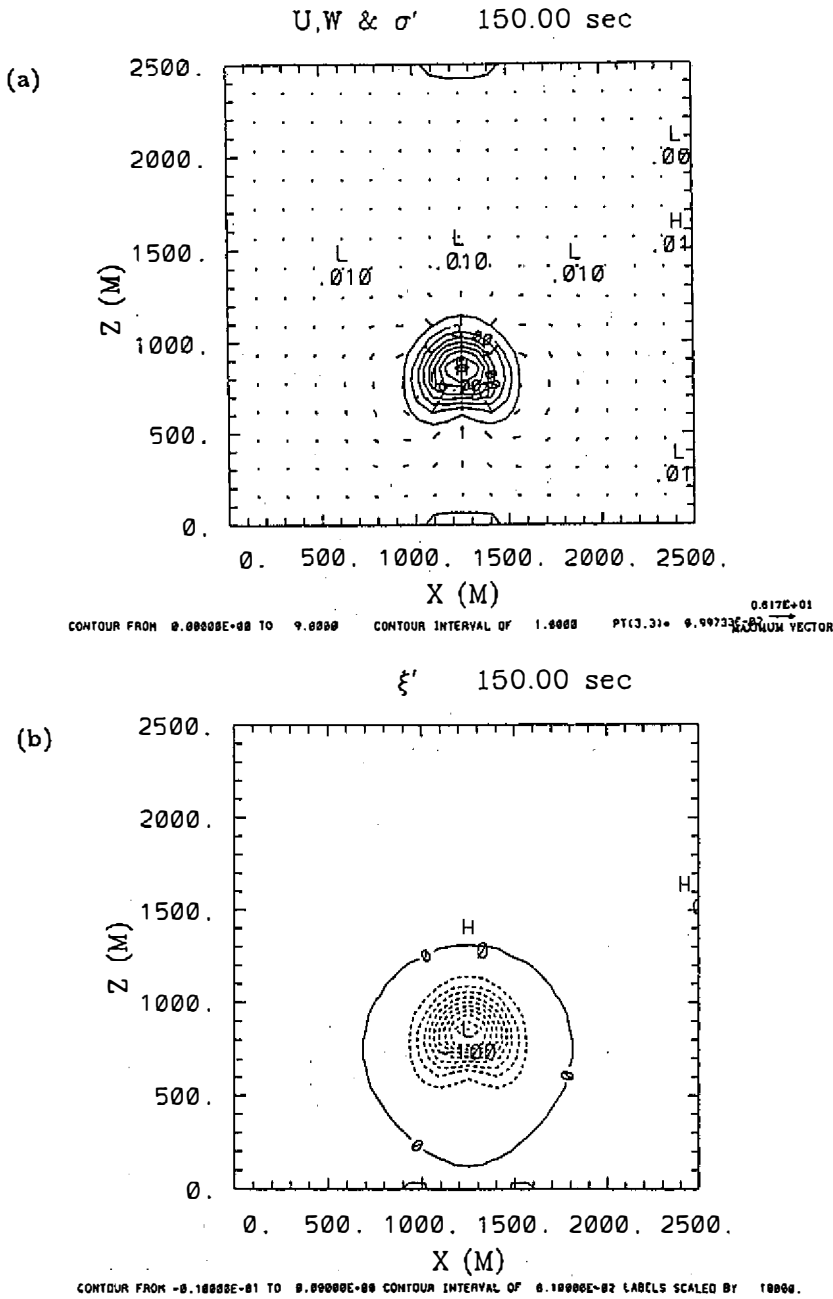 U,W & σ′ 150.00 sec
(a)
2500.
2000.
1500.
1000.
500.
0.
Z (M)
L
.00
H
.01
L
.010
L
.010
L
.010
L
.01
0. 500. 1000. 1500. 2000. 2500.
X (M)
0.617E+01
MAXIMUM VECTOR
CONTOUR FROM 0.00000E+00 TO 9.0000 CONTOUR INTERVAL OF 1.0000 PT(3,3)=
ξ′ 150.00 sec
(b)
2500.
2000.
1500.
1000.
500.
0.
Z (M)
H
H
0
0
L
-100
0
0
0. 500. 1000. 1500. 2000. 2500.
X (M)
CONTOUR FROM -0.10000E-01 TO 0.00000E+00 CONTOUR INTERVAL OF 0.10000E-02 LABELS SCALED BY 10000.